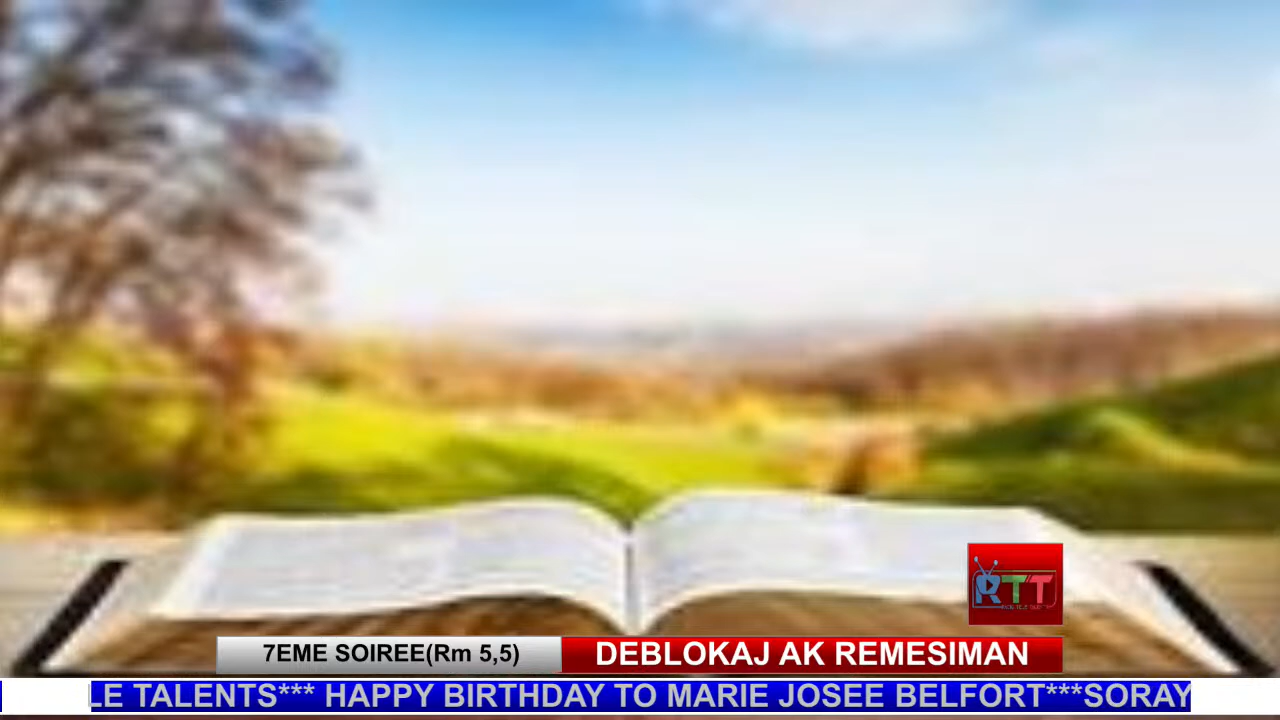 RTT
7EME SOIREE(Rm 5,5)
DEBLOKAJ AK REMESIMAN
LE TALENTS*** HAPPY BIRTHDAY TO MARIE JOSEE BELFORT***SORAY